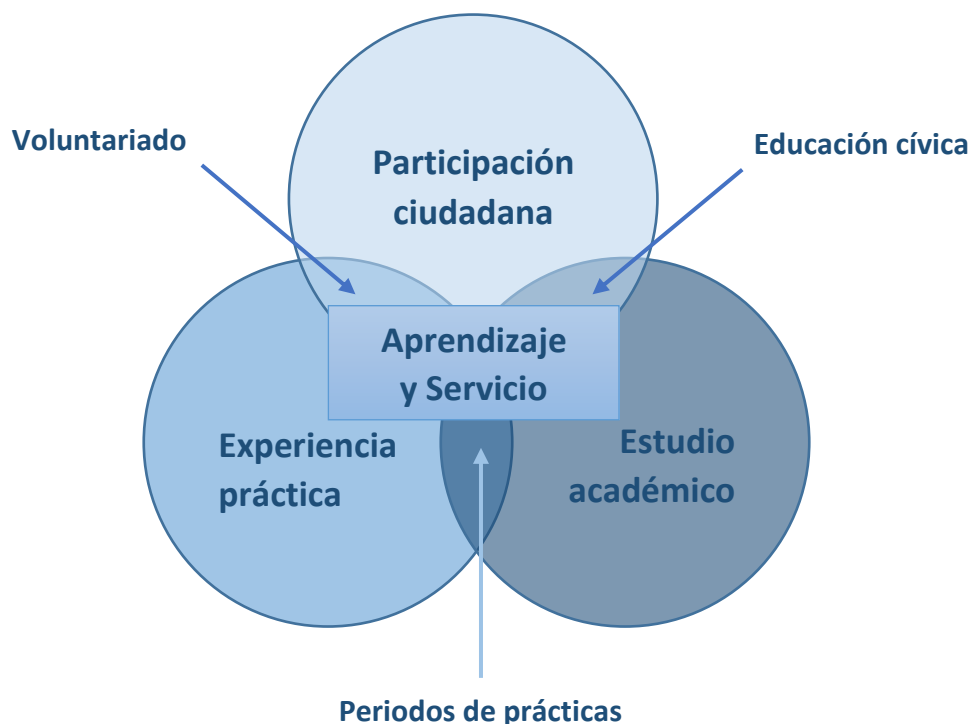 Voluntariado
Educación cívica
Participación
ciudadana
Aprendizaje
y Servicio
Experiencia
práctica
Estudio
académico
Periodos de prácticas